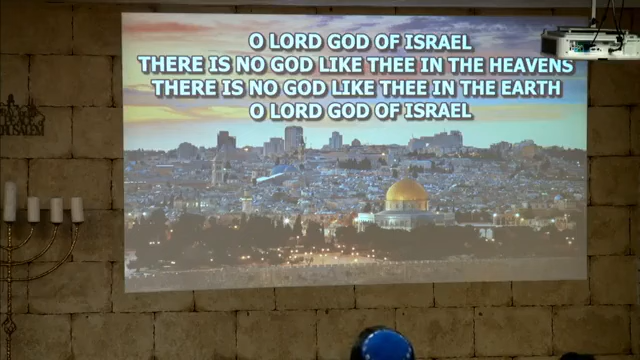 O LORD GOD OF ISRAEL
THERE IS NO GOD LIKE THEE IN THE HEAVENS
THERE IS NO GOD LIKE THEE IN THE EARTH
O LORD GOD OF ISRAEL
JERUSALEM